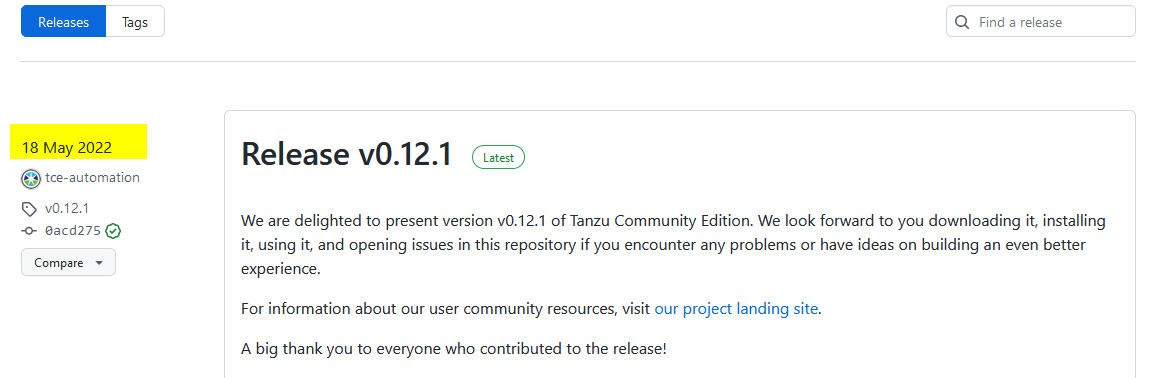 Releases
Tags
Find a release
18 May 2022
tce-automation
v0.12.1
0acd275
Compare
Release v0.12.1
Latest
We are delighted to present version v0.12.1 of Tanzu Community Edition. We look forward to you downloading it, installing
it, using it, and opening issues in this repository if you encounter any problems or have ideas on building an even better
experience.
For information about our user community resources, visit our project landing site.
A big thank you to everyone who contributed to the release!